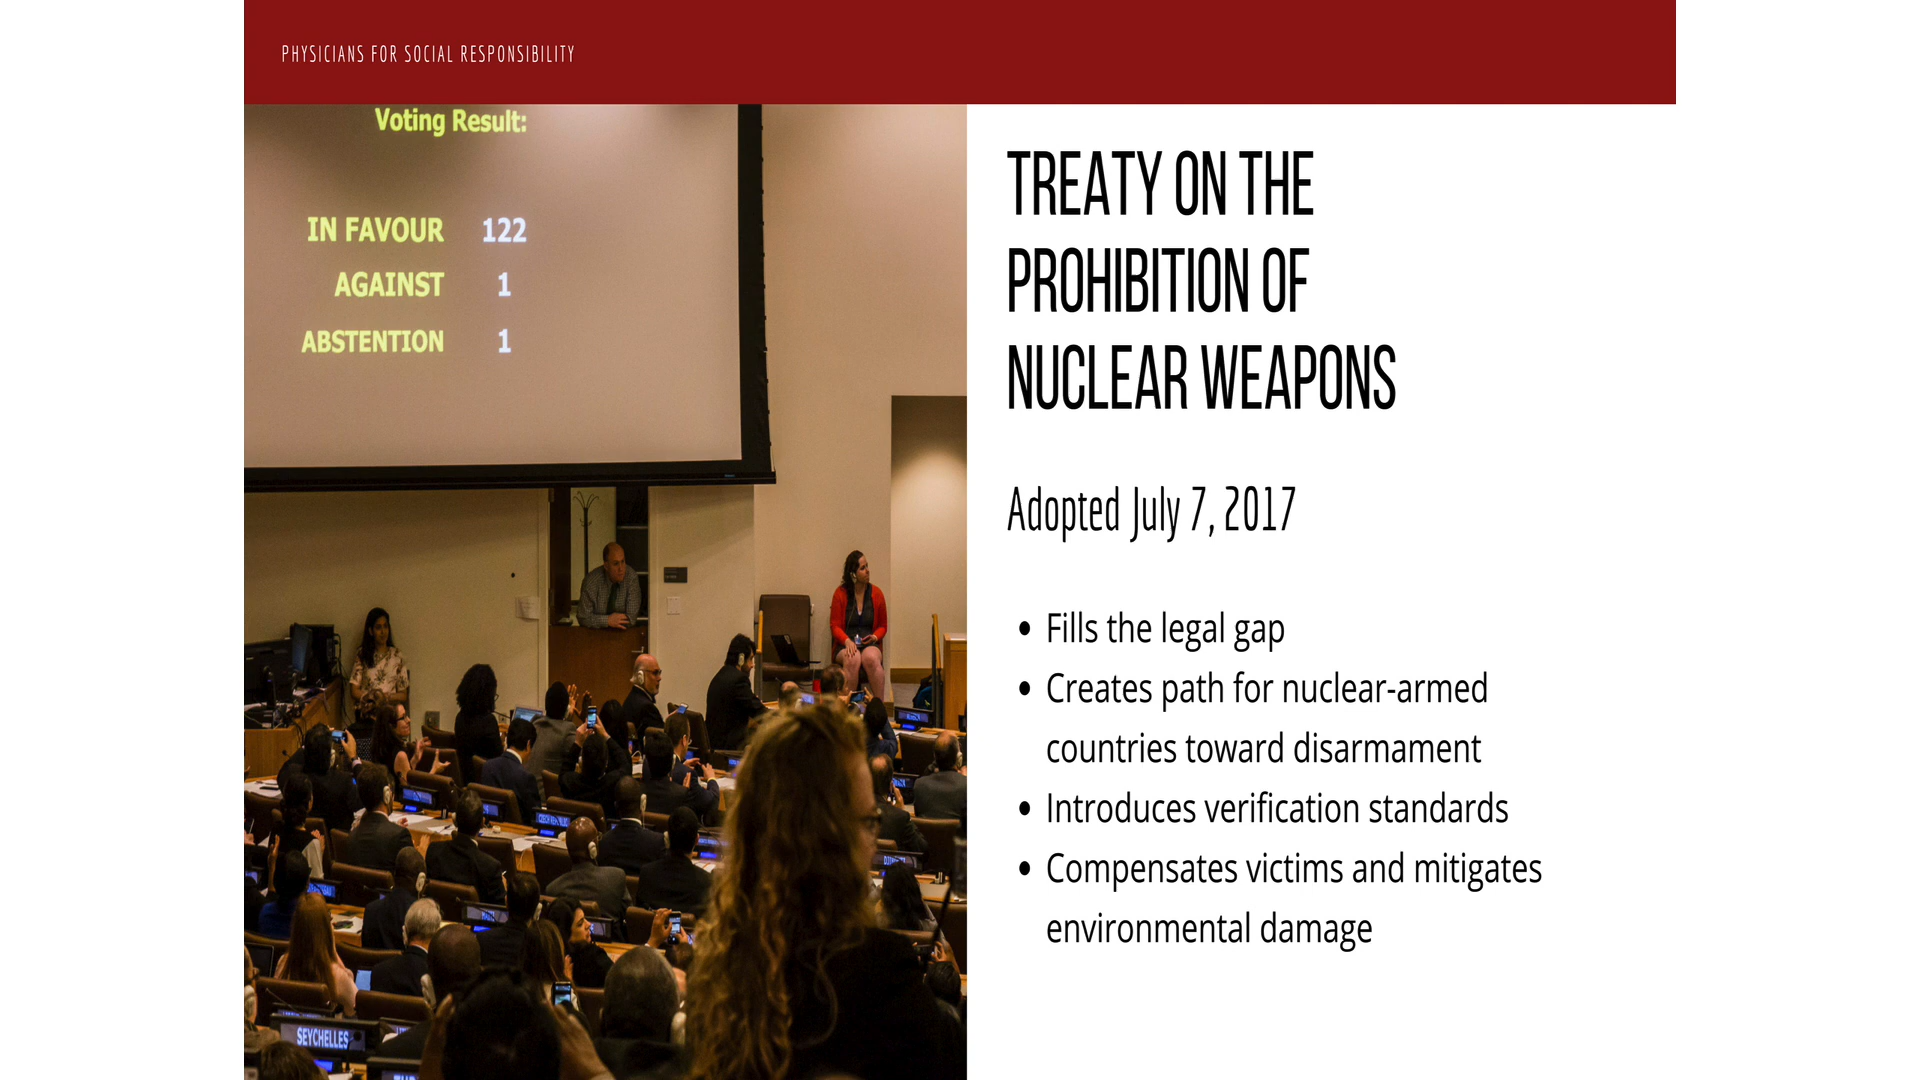 PHYSICIANS FOR SOCIAL RESPONSIBILITY
Voting Result:
IN FAVOUR 122
AGAINST 1
ABSTENTION 1
CZECH REPUBLIC
SEYCHELLES
TREATY ON THE
PROHIBITION OF
NUCLEAR WEAPONS
Adopted July 7, 2017
• Fills the legal gap
• Creates path for nuclear-armed
countries toward disarmament
• Introduces verification standards
• Compensates victims and mitigates
environmental damage